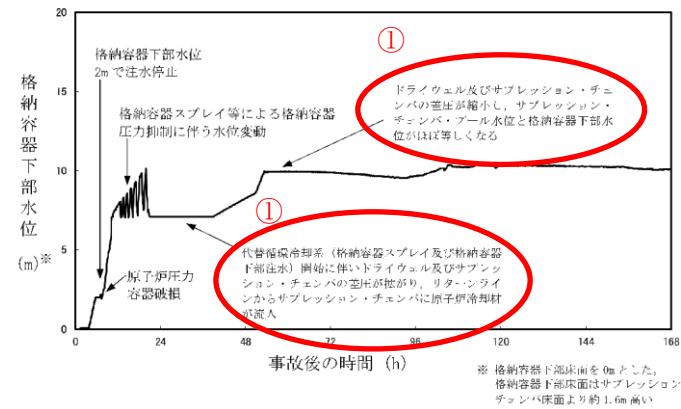 20
①
格納容器下部水位
2mで注水停止
ドライウェル及びサプレッション・チェ
ンバの差圧が縮小し，サプレッション・
チェンバ・プール水位と格納容器下部水
位がほぼ等しくなる
15
格納容器スプレイ等による格納容器
圧力抑制に伴う水位変動
格納容器下部水位
(m)※
10
①
代替循環冷却系（格納容器スプレイ及び格納容器
下部注水）開始に伴いドライウェル及びサプレッ
ション・チェンバの差圧が拡がり，リターンライ
ンからサプレッション・チェンバに原子炉冷却材
が流入
5
原子炉圧力
容器破損
0
0 24 48 72 96 120 144 168
事故後の時間 (h)
※ 格納容器下部床面を0mとした。
格納容器下部床面はサプレッション
チェンバ床面より約1.6m高い